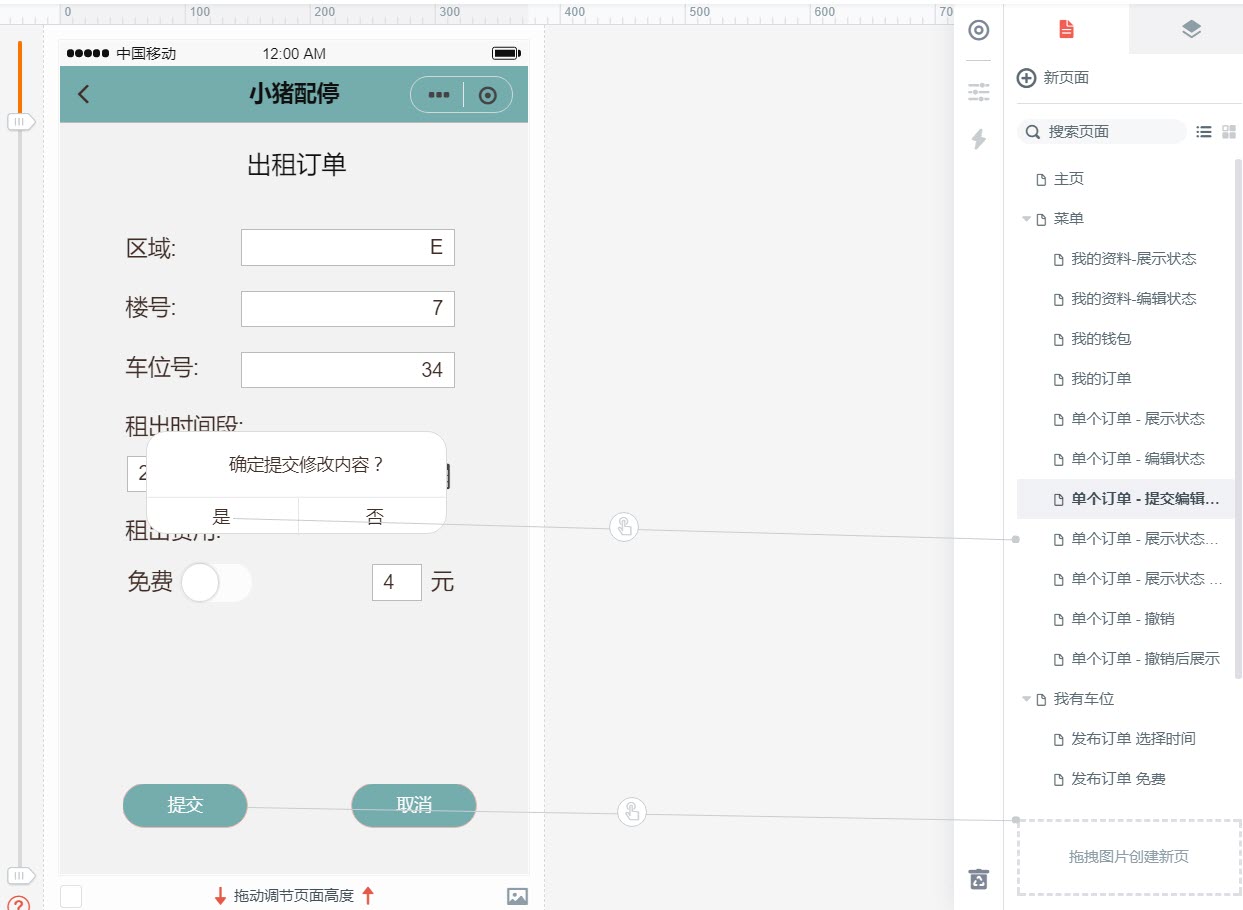 0 100 200 300 400 500 600 70
中国移动 12:00 AM
小猪配停
出租订单
区域: E
楼号: 7
车位号: 34
租出时间段:
2
确定提交修改内容？
是 否
租出费用:
免费 4 元
提交 取消
拖动调节页面高度
新页面
搜索页面
主页
菜单
我的资料-展示状态
我的资料-编辑状态
我的钱包
我的订单
单个订单 - 展示状态
单个订单 - 编辑状态
单个订单 - 提交编辑...
单个订单 - 展示状态...
单个订单 - 展示状态 ...
单个订单 - 撤销
单个订单 - 撤销后展示
我有车位
发布订单 选择时间
发布订单 免费
拖拽图片创建新页